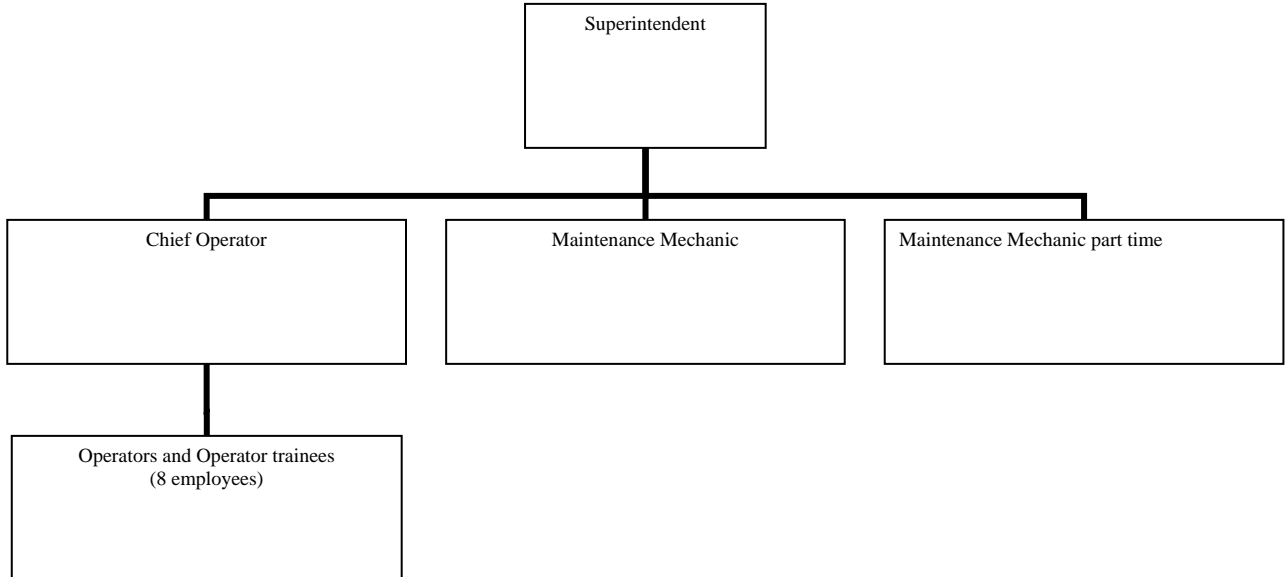 Superintendent
Chief Operator
Maintenance Mechanic
Maintenance Mechanic part time
Operators and Operator trainees
(8 employees)